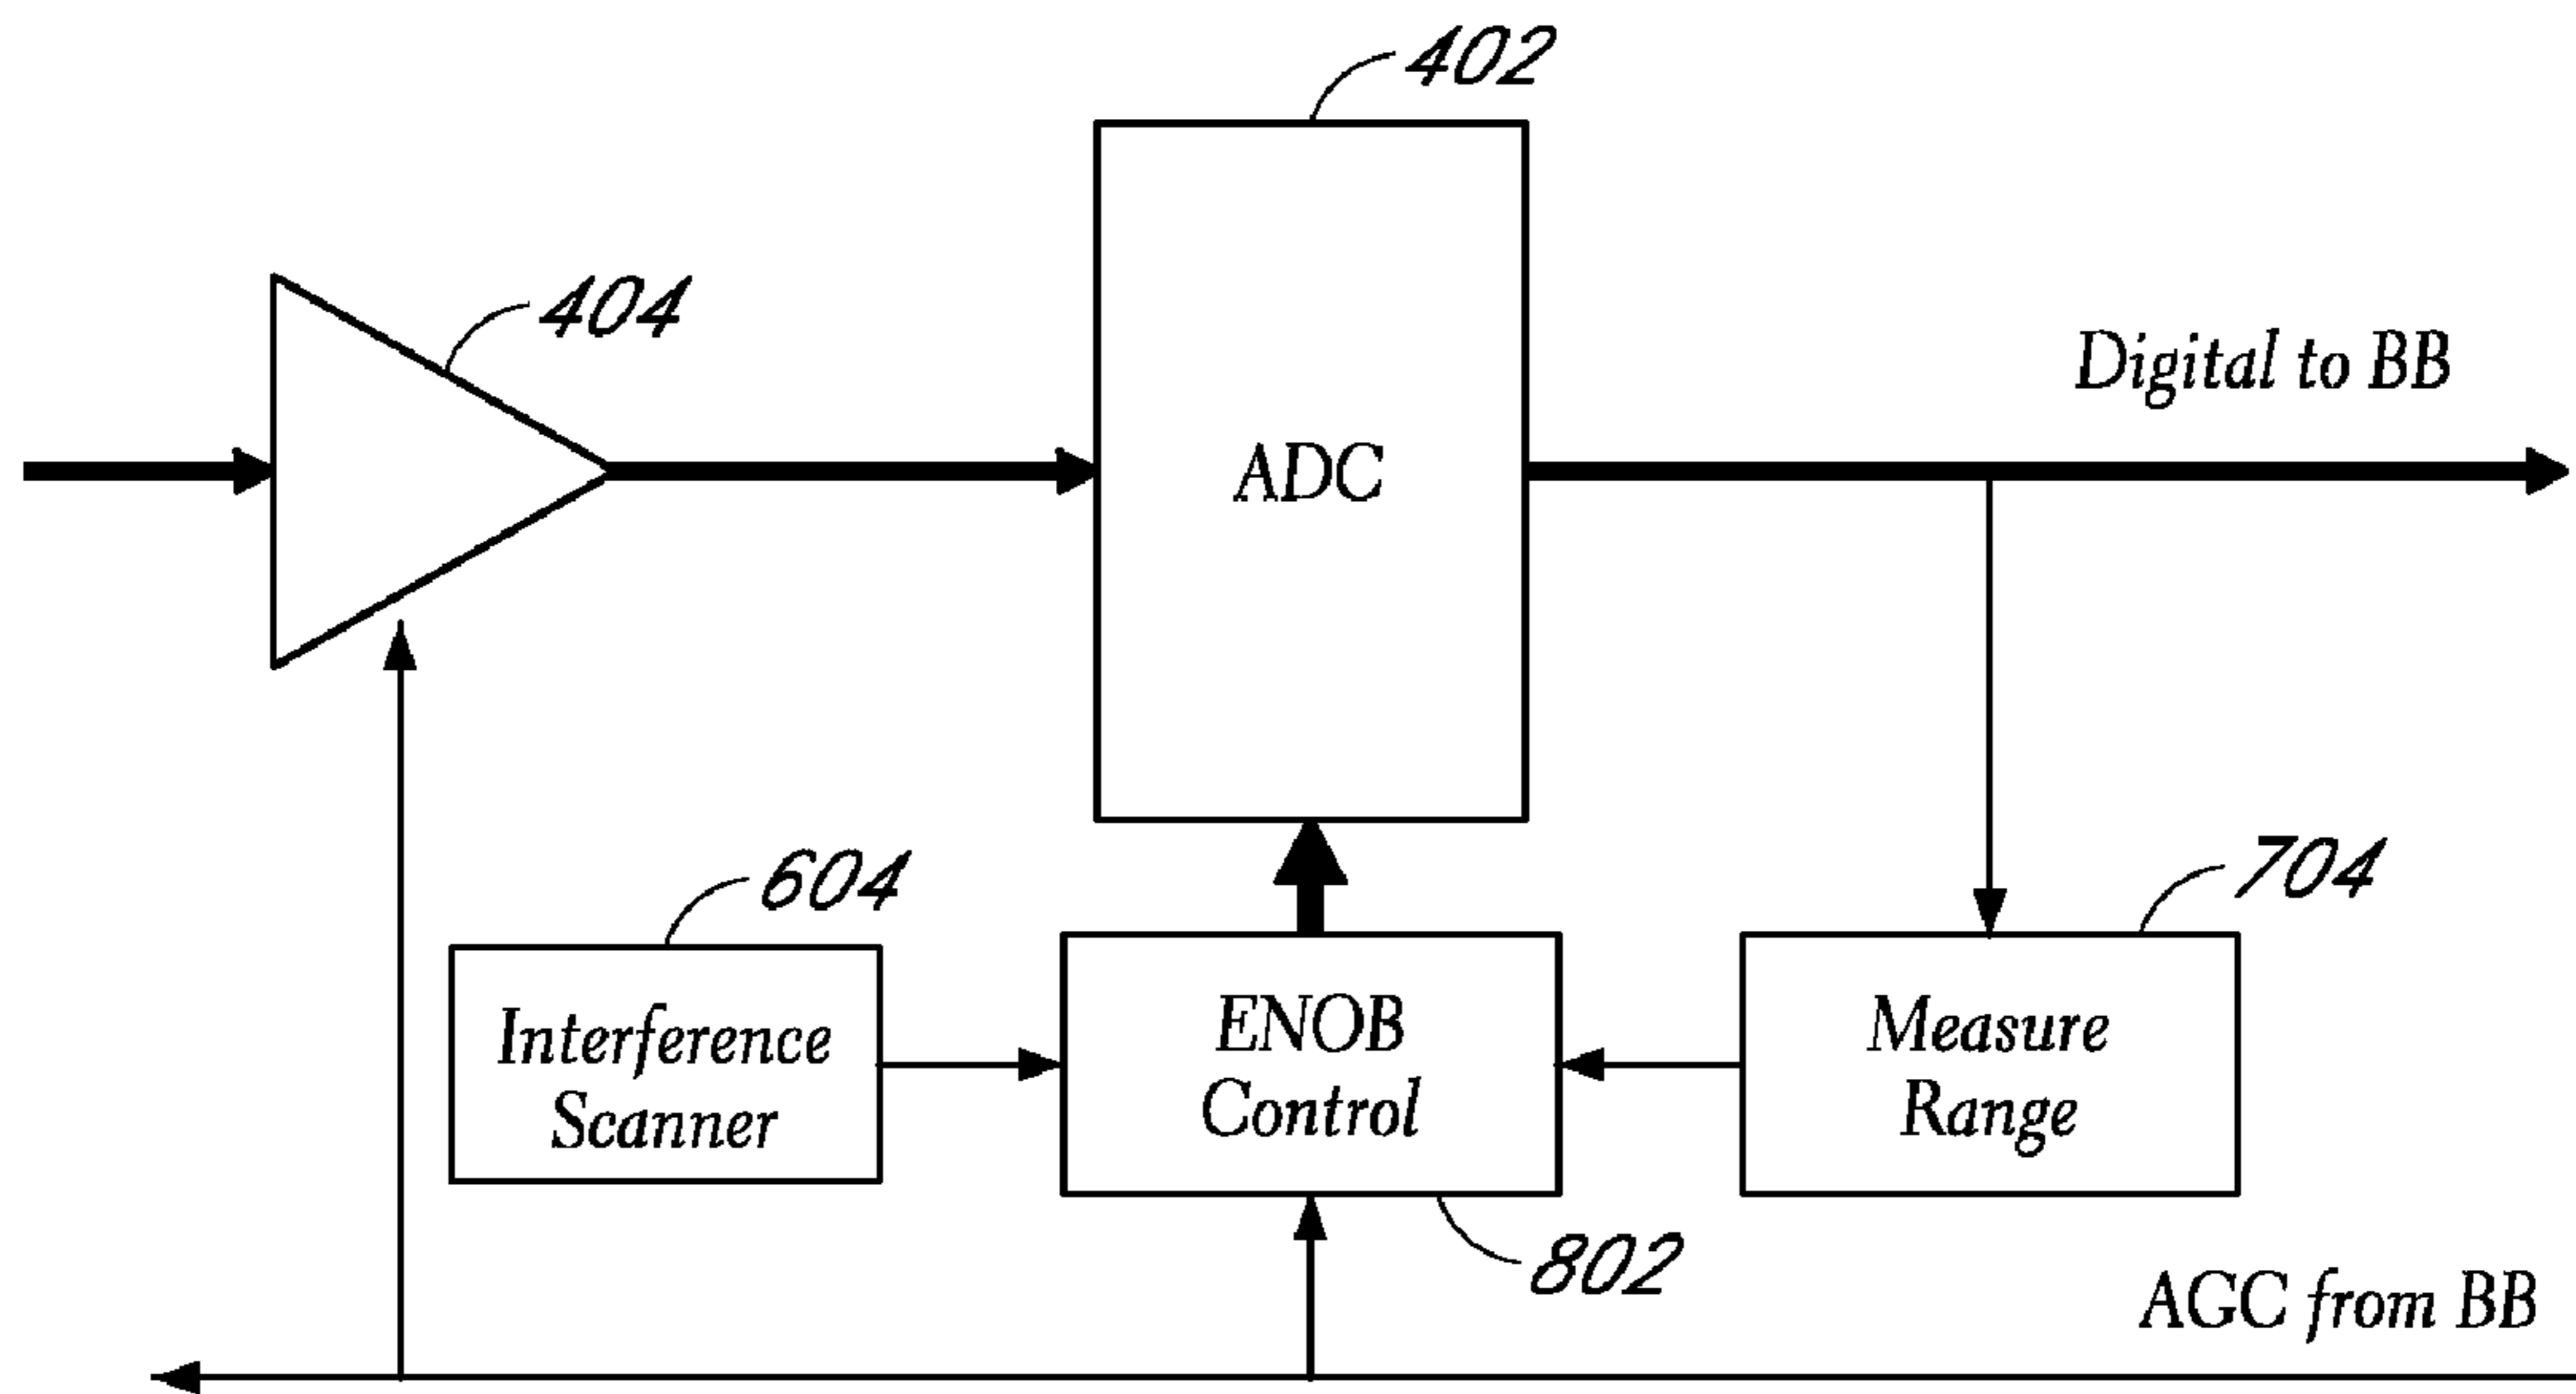 402
404
Digital to BB
ADC
604
704
Interference
Scanner
ENOB
Control
Measure
Range
802
AGC from BB